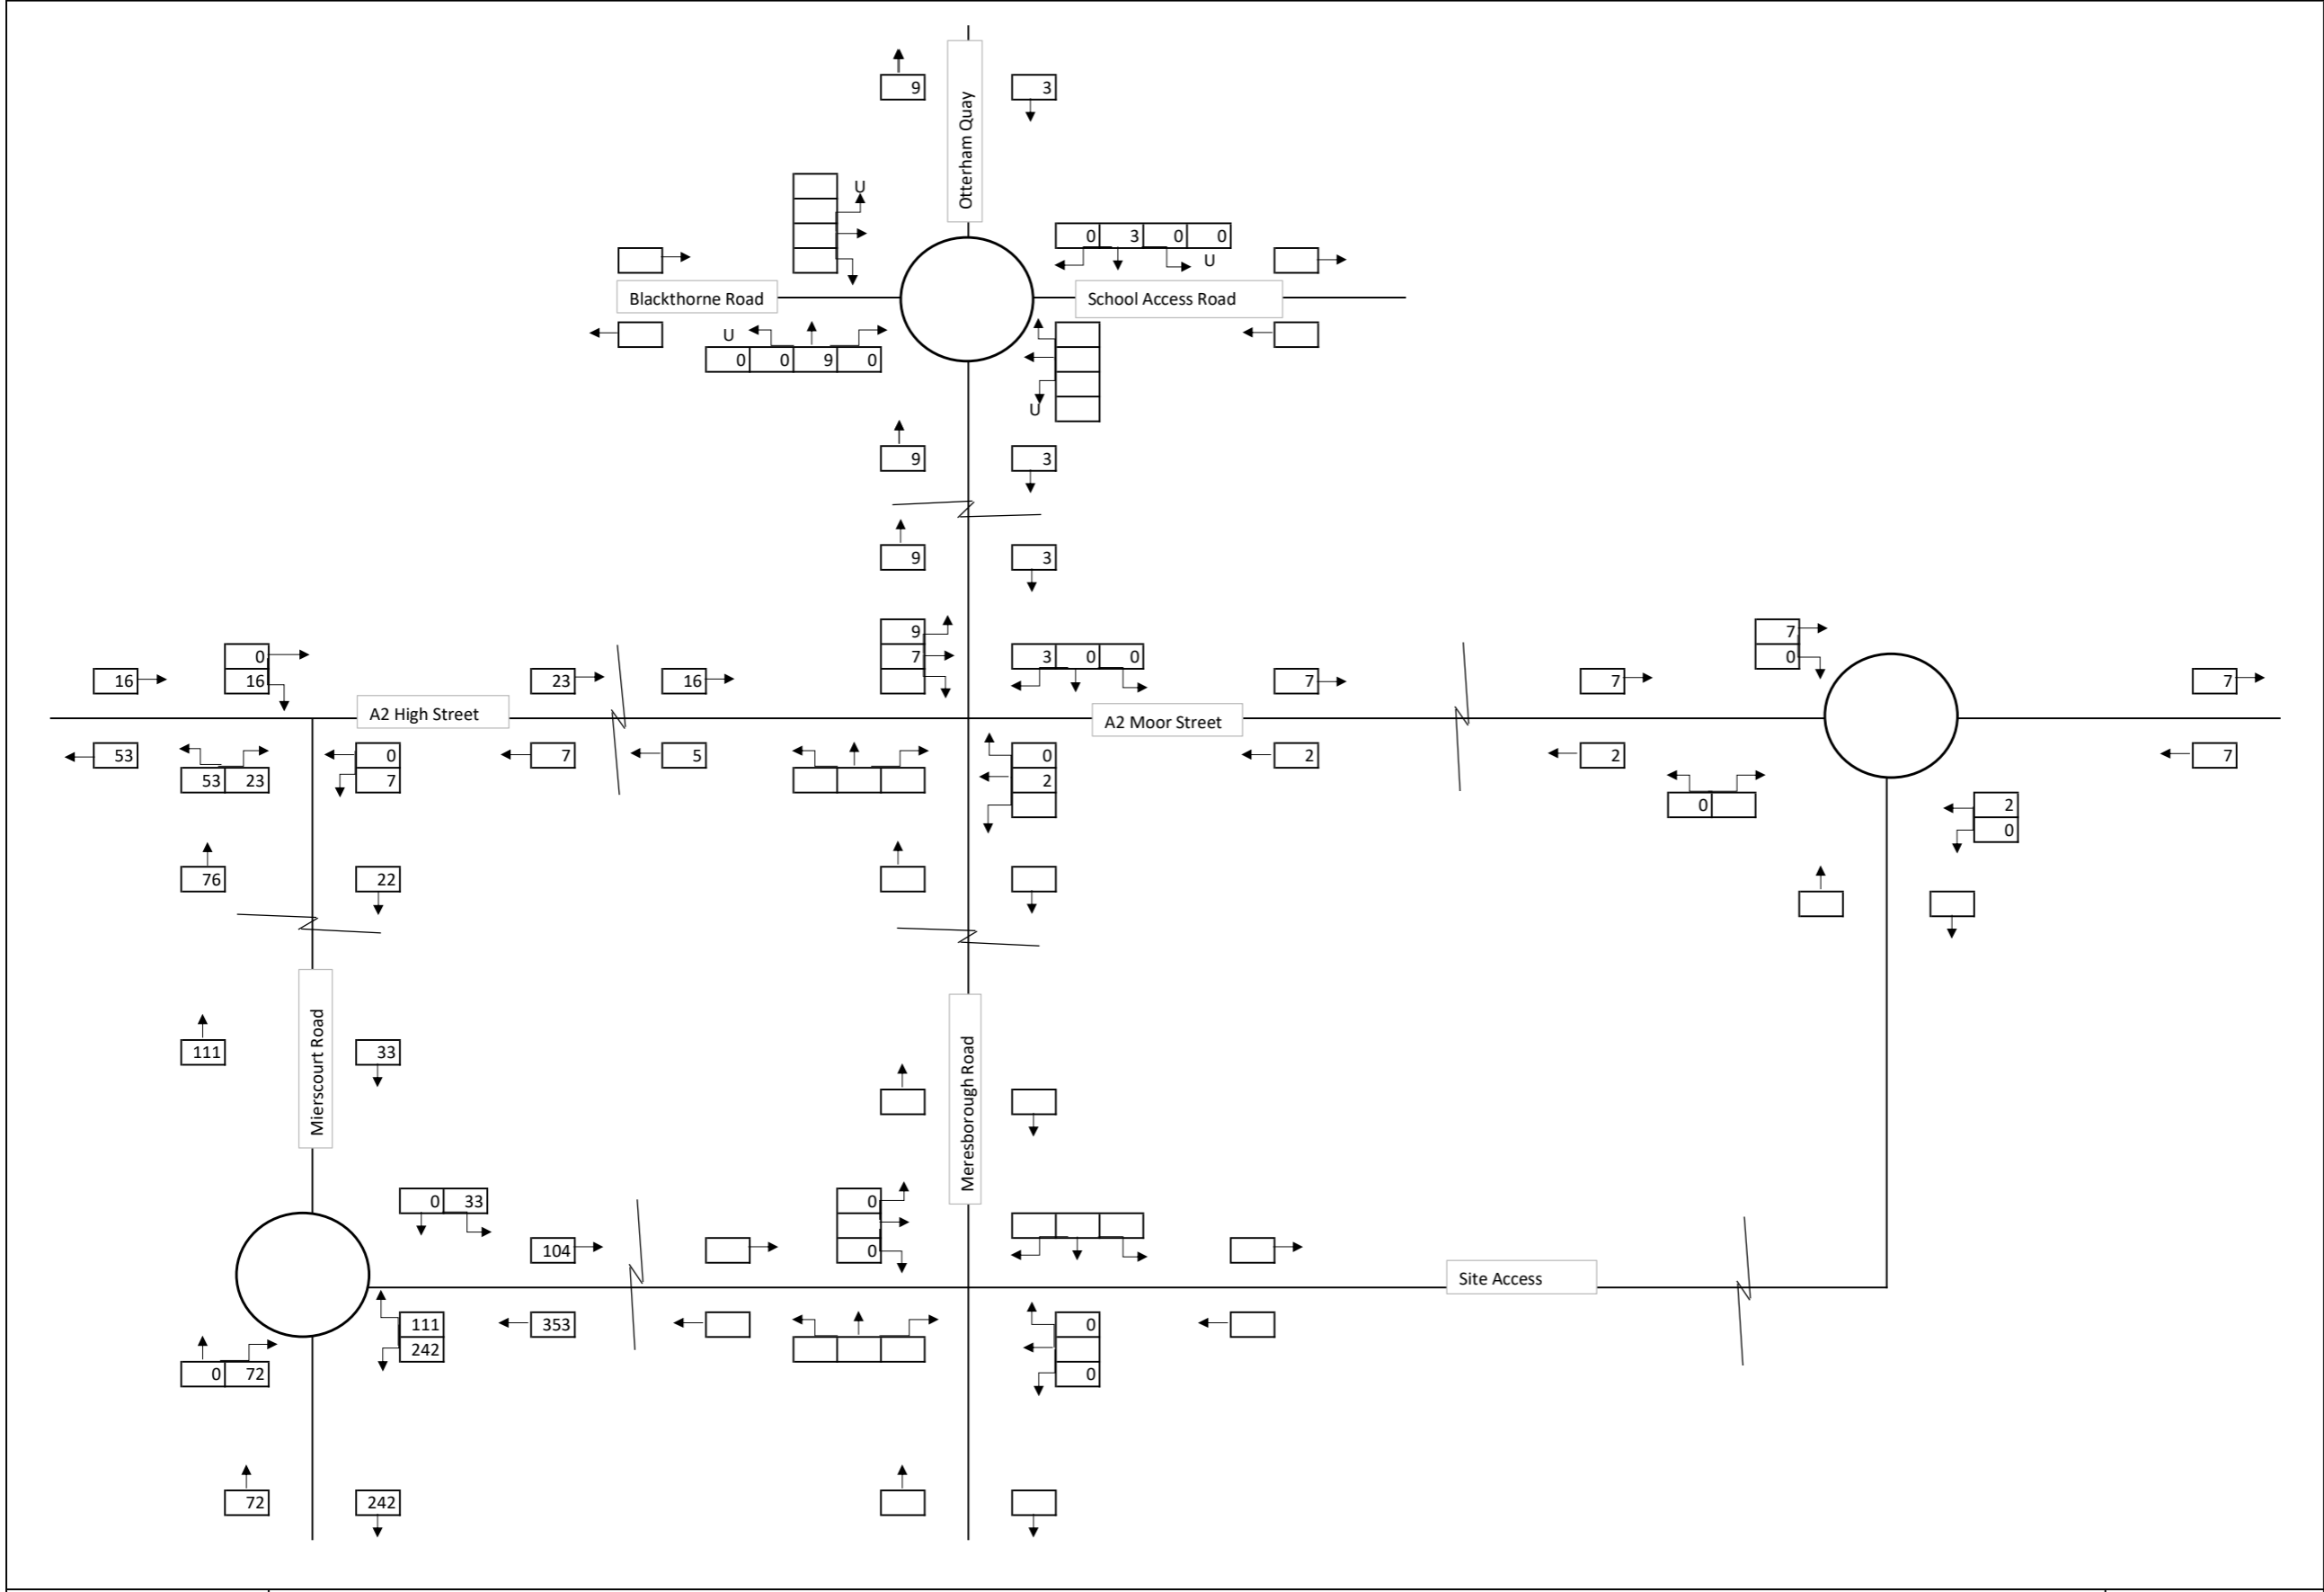 9 3
Otterham Quay
U
0 3 0 0
U
Blackthorne Road
School Access Road
U
0 0 9 0
U
9 3
9 3
9
7
3 0 0
7
0
16
0
16
23
16
7
7
7
A2 High Street
A2 Moor Street
53
53 23
0
7
7
5
0
2
2
2
0
7
2
0
76 22
111 33
Mierscourt Road
Meresborough Road
0 33
104
0
0
Site Access
111
242
353
0
0
0 72
72 242